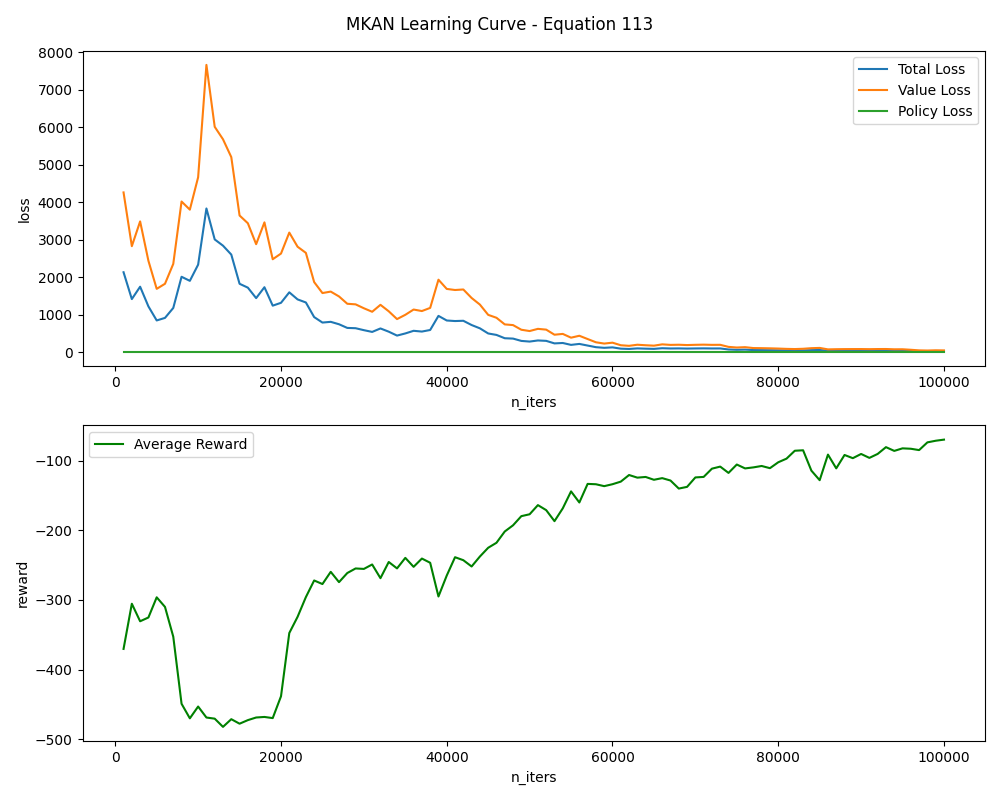 MKAN Learning Curve - Equation 113
8000
7000
6000
5000
4000
3000
2000
1000
0
loss
Total Loss
Value Loss
Policy Loss
0 20000 40000 60000 80000 100000
n_iters
Average Reward
−100
−200
−300
−400
−500
reward
0 20000 40000 60000 80000 100000
n_iters